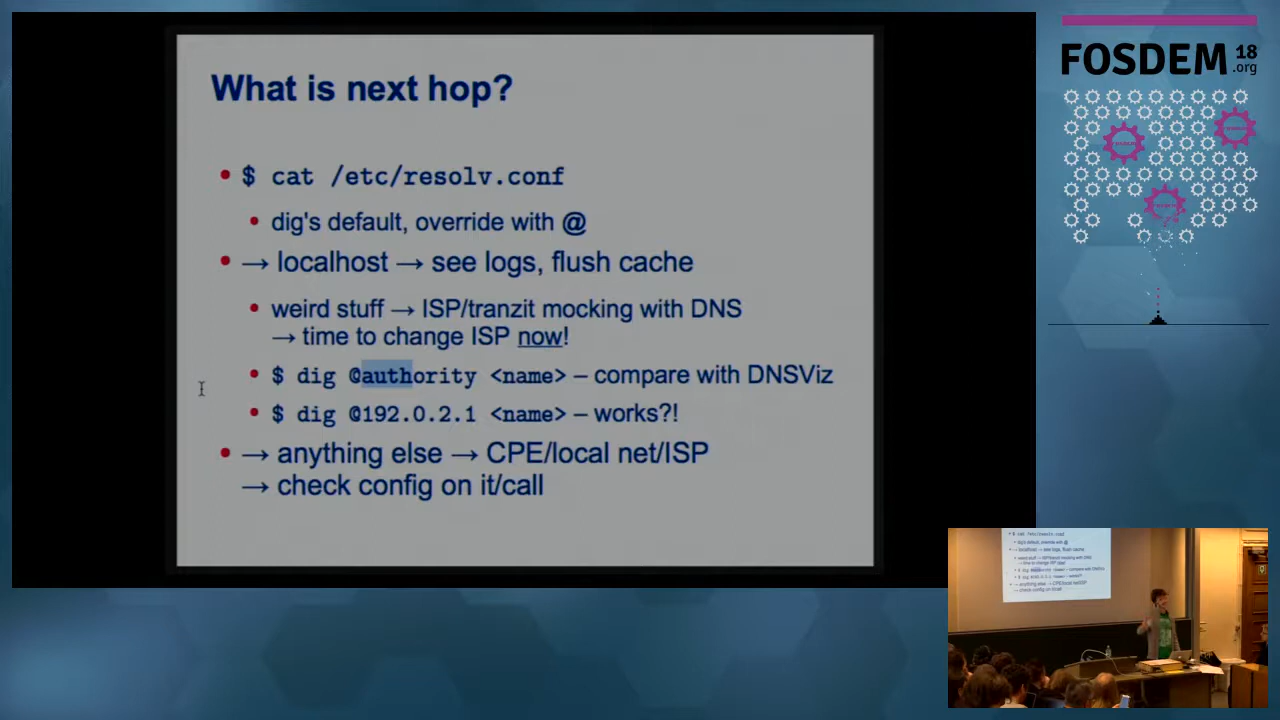 What is next hop?
$ cat /etc/resolv.conf
dig's default, override with @
→ localhost → see logs, flush cache
weird stuff → ISP/tranzit mocking with DNS
→ time to change ISP now!
$ dig @authority <name> – compare with DNSViz
$ dig @192.0.2.1 <name> – works?!
→ anything else → CPE/local net/ISP
→ check config on it/call
FOSDEM 18
.org